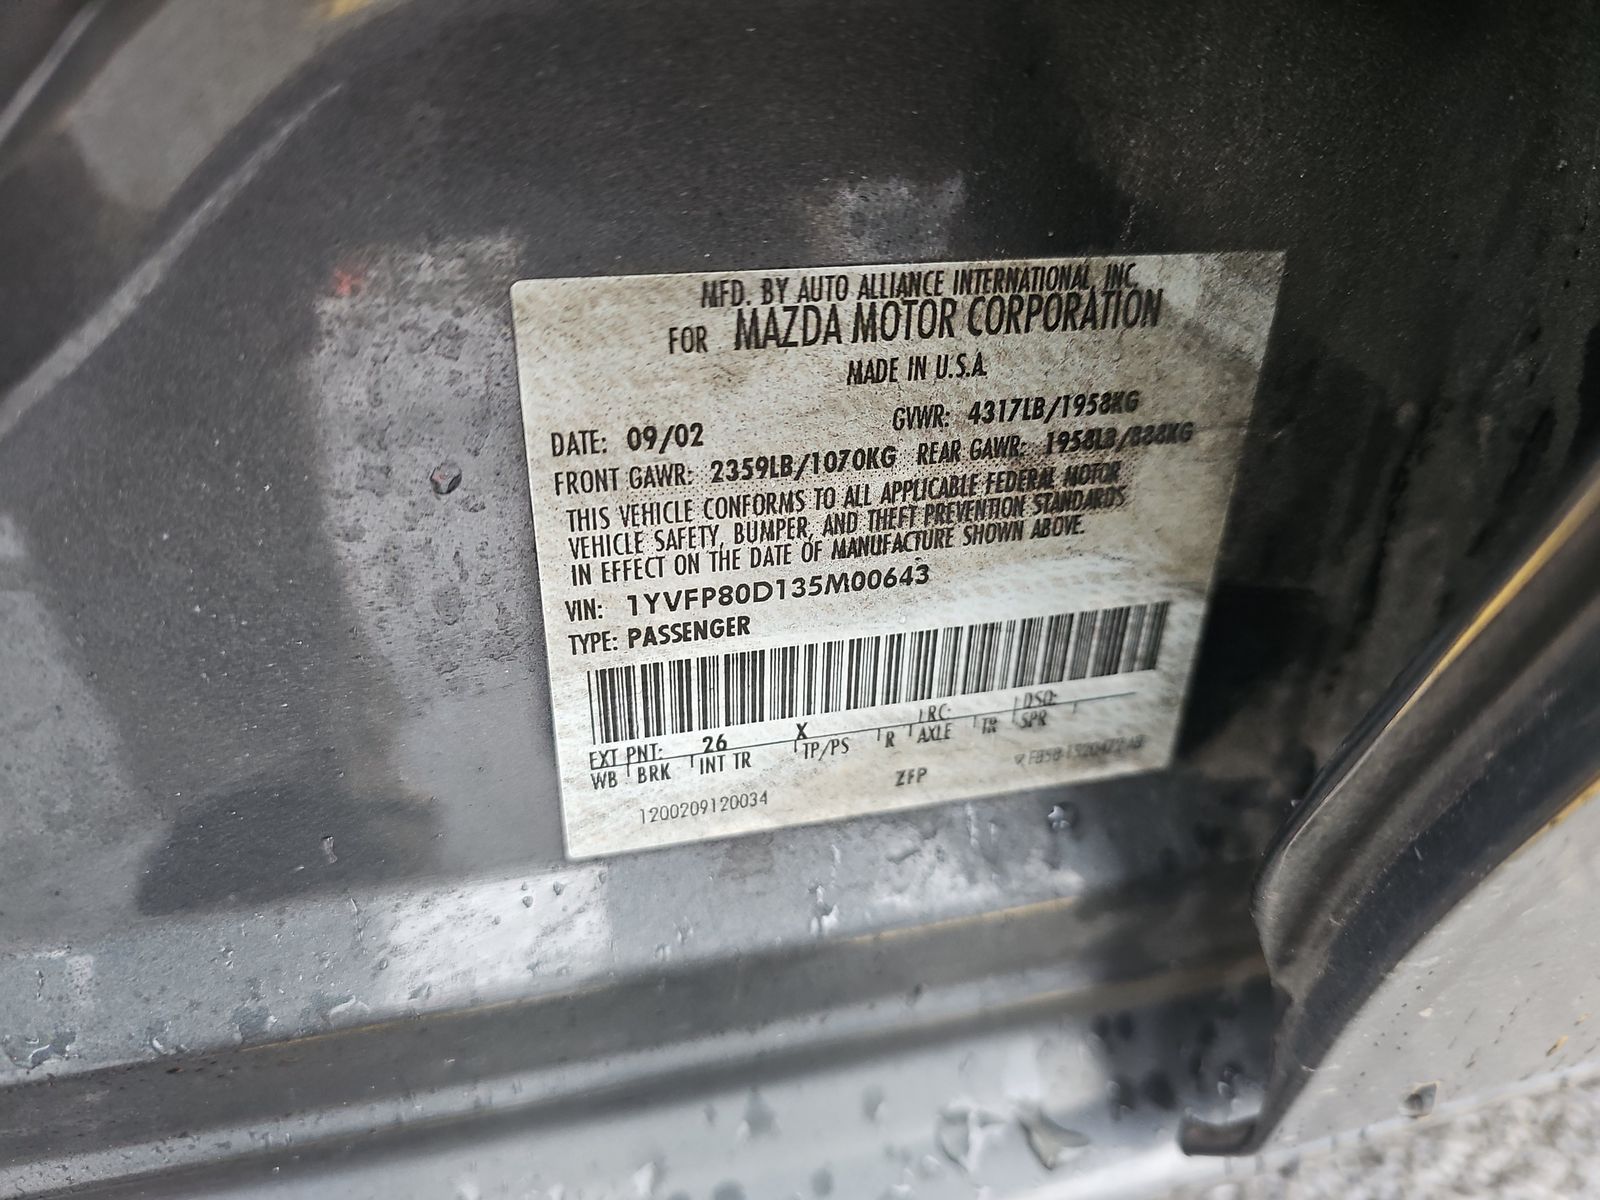 MFD. BY AUTO ALLIANCE INTERNATIONAL, INC.
FOR MAZDA MOTOR CORPORATION
MADE IN U.S.A.
DATE: 09/02 GVWR: 4317LB/1958KG
FRONT GAWR: 2359LB/1070KG REAR GAWR: 1958LB/888KG
THIS VEHICLE CONFORMS TO ALL APPLICABLE FEDERAL MOTOR
VEHICLE SAFETY, BUMPER, AND THEFT PREVENTION STANDARDS
IN EFFECT ON THE DATE OF MANUFACTURE SHOWN ABOVE.
VIN: 1YVFP80D135M00643
TYPE: PASSENGER
EXT PNT: 26 X RC: DSO:
WB BRK INT TR TP/PS R AXLE TR SPR
1200209120034 ZFP